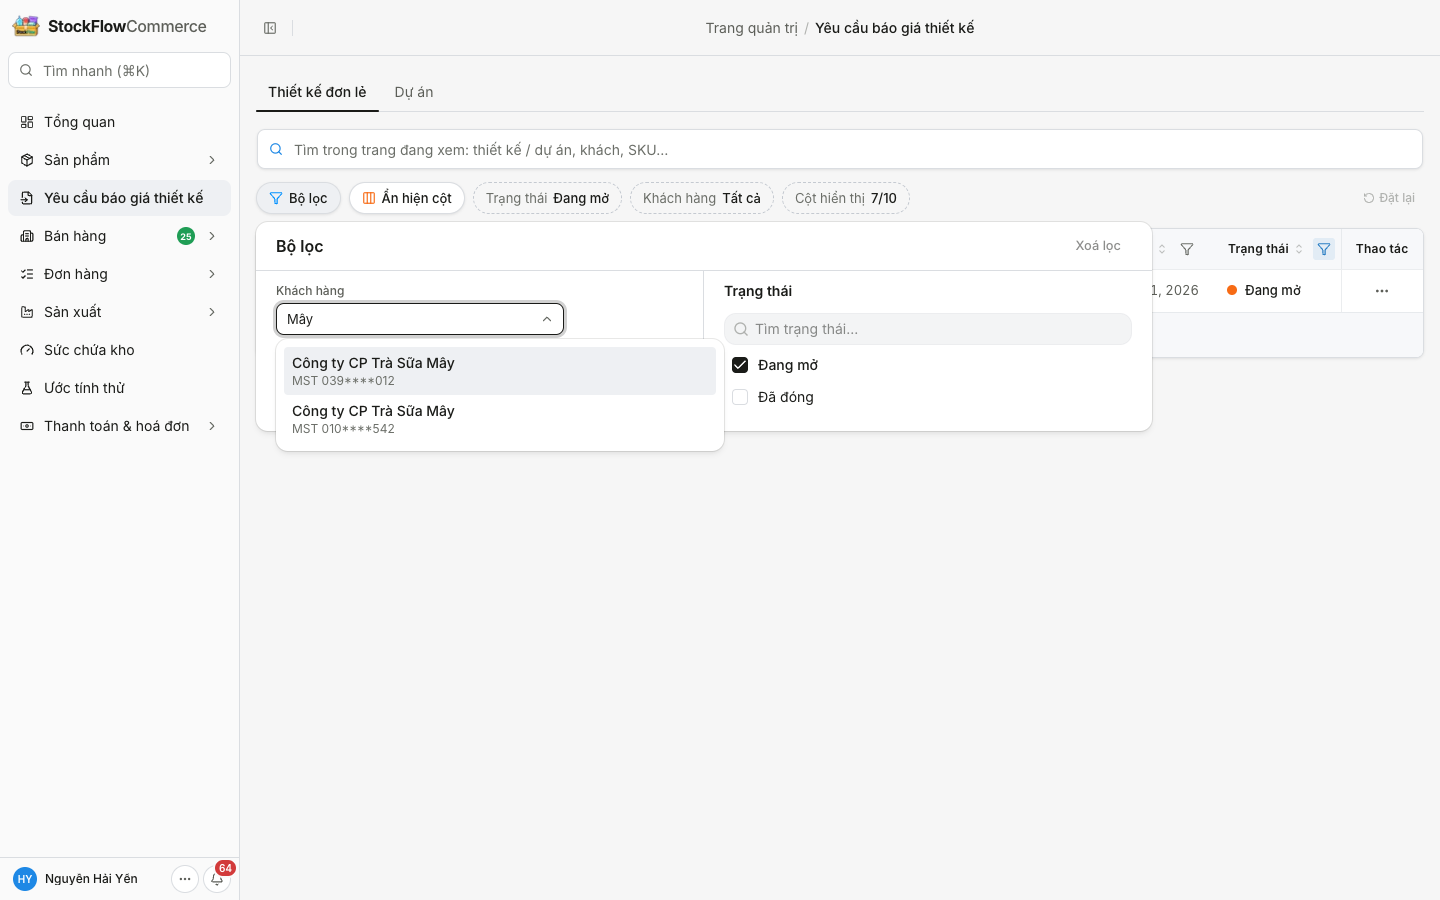 StockFlowCommerce
Tìm nhanh (⌘K)
Tổng quan
Sản phẩm
Yêu cầu báo giá thiết kế
Bán hàng
25
Đơn hàng
Sản xuất
Sức chứa kho
Ước tính thử
Thanh toán & hoá đơn
HY
Nguyên Hải Yên
64
Trang quản trị / Yêu cầu báo giá thiết kế
Thiết kế đơn lẻ
Dự án
Tìm trong trang đang xem: thiết kế / dự án, khách, SKU...
Bộ lọc
Ẩn hiện cột
Trạng thái Đang mở
Khách hàng Tất cả
Cột hiển thị 7/10
Đặt lại
Bộ lọc
Xoá lọc
Trạng thái
Thao tác
1, 2026
Đang mở
Khách hàng
Mây
Công ty CP Trà Sữa Mây
MST 039****012
Công ty CP Trà Sữa Mây
MST 010****542
Trạng thái
Tìm trạng thái...
Đang mở
Đã đóng